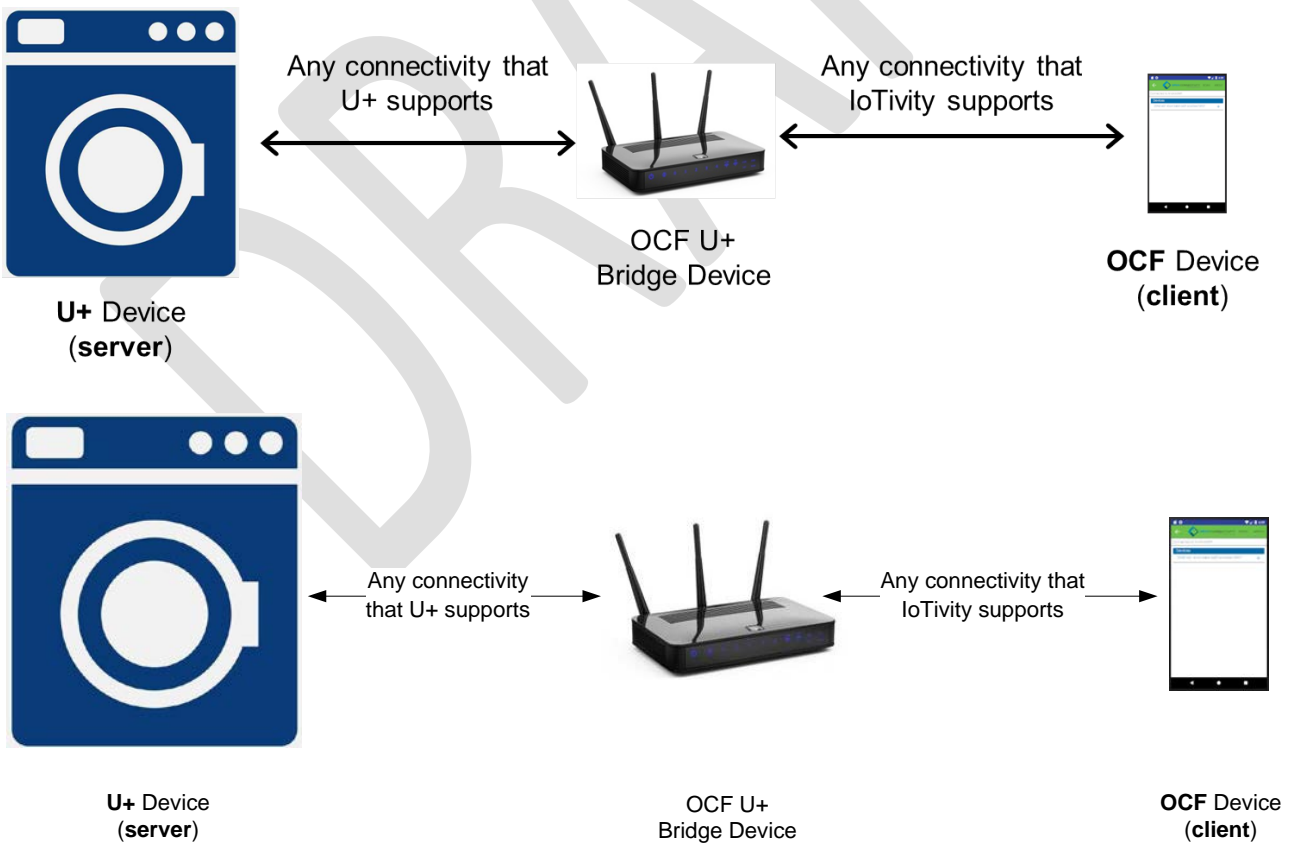 Any connectivity that
U+ supports
Any connectivity that
IoTivity supports
OCF U+
Bridge Device
OCF Device
(client)
U+ Device
(server)
Any connectivity
that U+ supports
Any connectivity that
IoTivity supports
U+ Device
(server)
OCF U+
Bridge Device
OCF Device
(client)